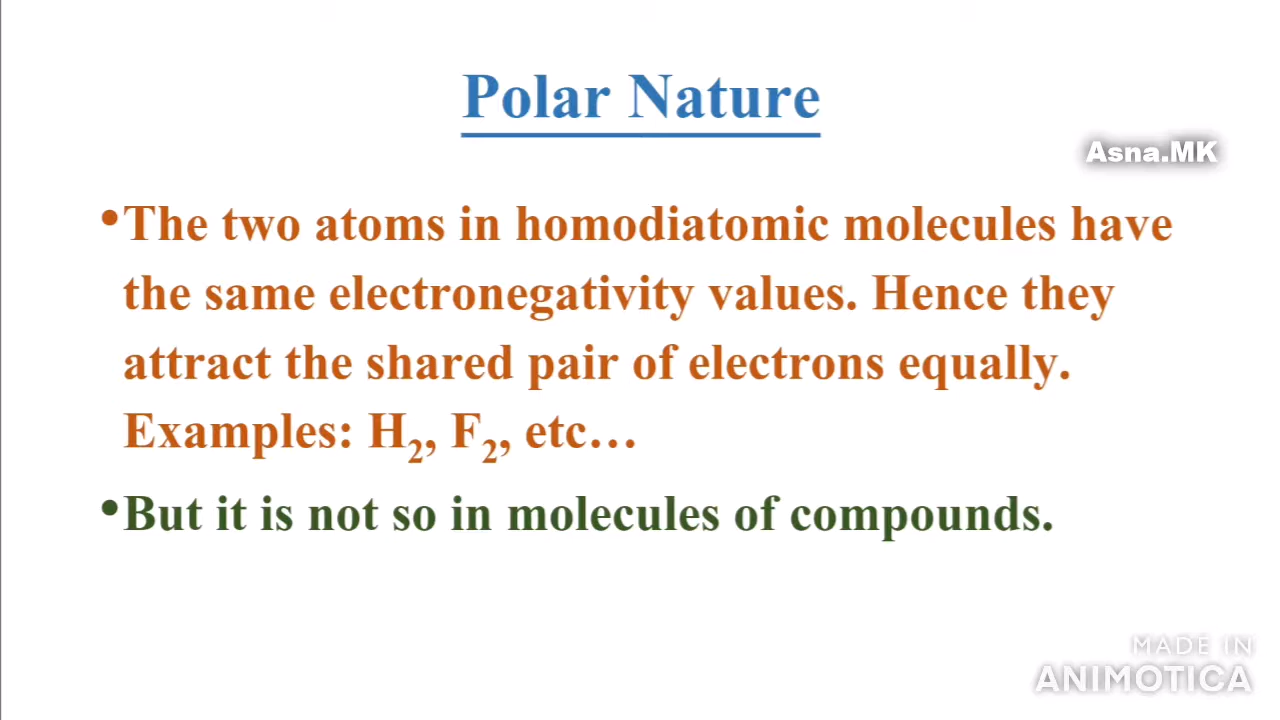 Polar Nature
Asna.MK
•The two atoms in homodiatomic molecules have
the same electronegativity values. Hence they
attract the shared pair of electrons equally.
Examples: H₂, F₂, etc…
•But it is not so in molecules of compounds.
MADE IN
ANIMOTICA